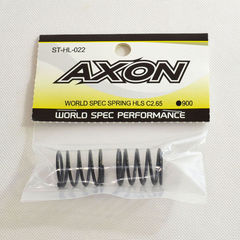 ST-HL-022
AXON
WORLD SPEC SPRING HLS C2.65 ●900
WORLD SPEC PERFORMANCE